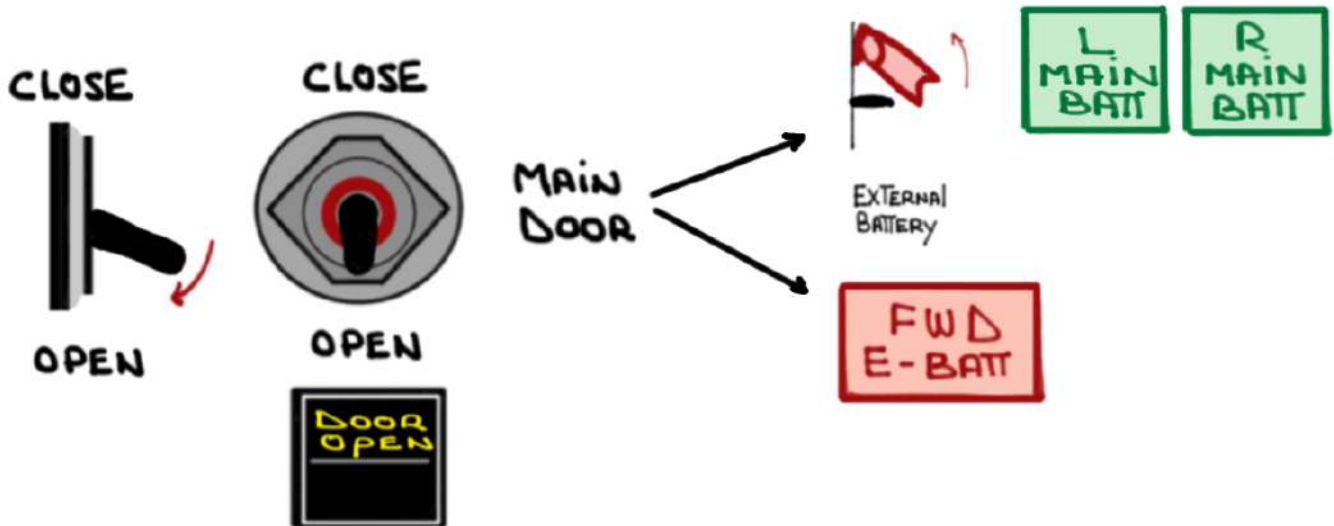 CLOSE
OPEN
CLOSE
OPEN
DOOR
OPEN
MAIN
DOOR
EXTERNAL
BATTERY
L
MAIN
BATT
R
MAIN
BATT
FWD
E-BATT